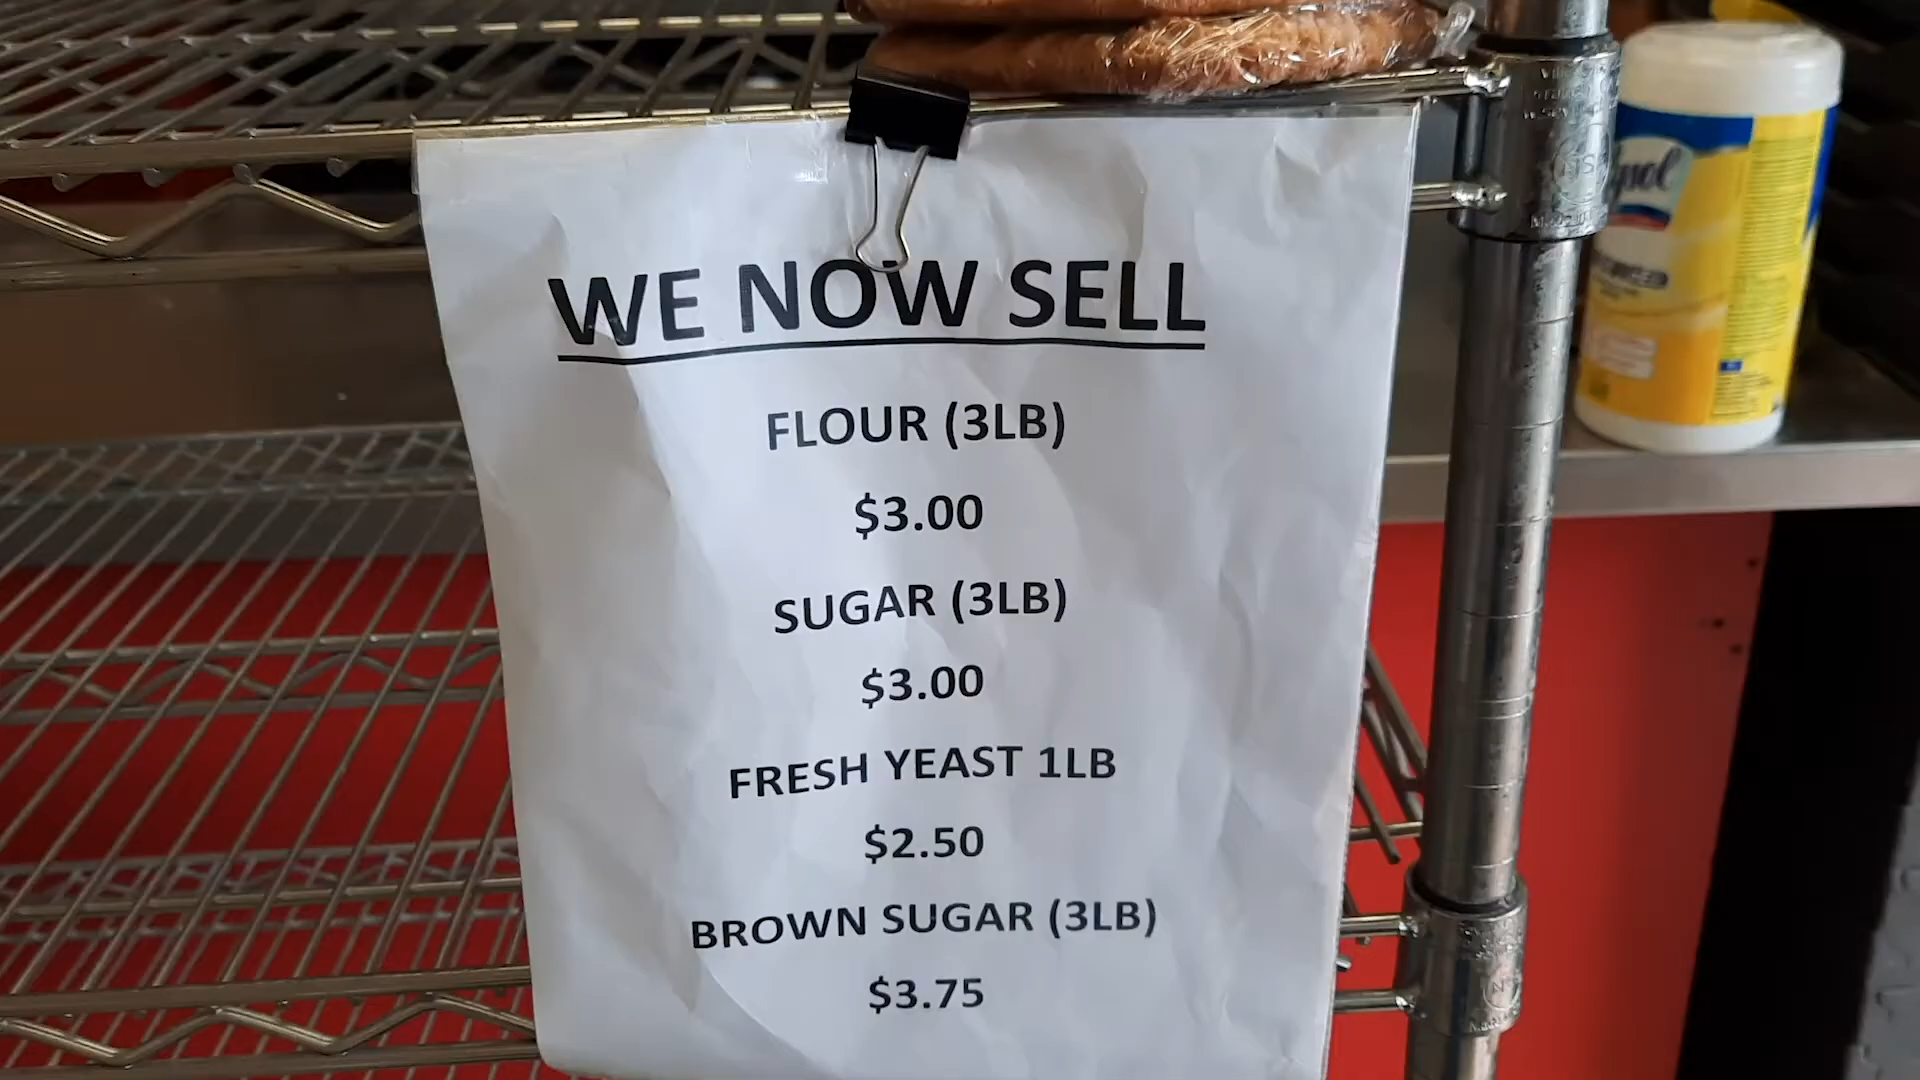 WE NOW SELL
FLOUR (3LB)
$3.00
SUGAR (3LB)
$3.00
FRESH YEAST 1LB
$2.50
BROWN SUGAR (3LB)
$3.75